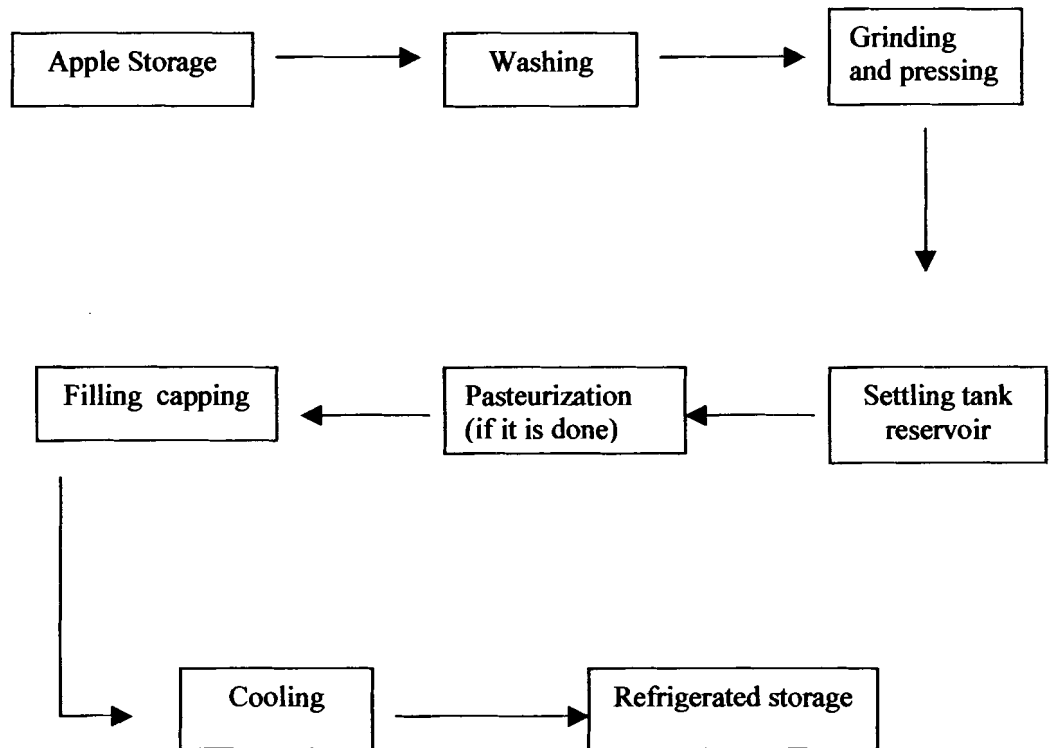 Apple Storage
Washing
Grinding
and pressing
Settling tank
reservoir
Pasteurization
(if it is done)
Filling capping
Cooling
Refrigerated storage